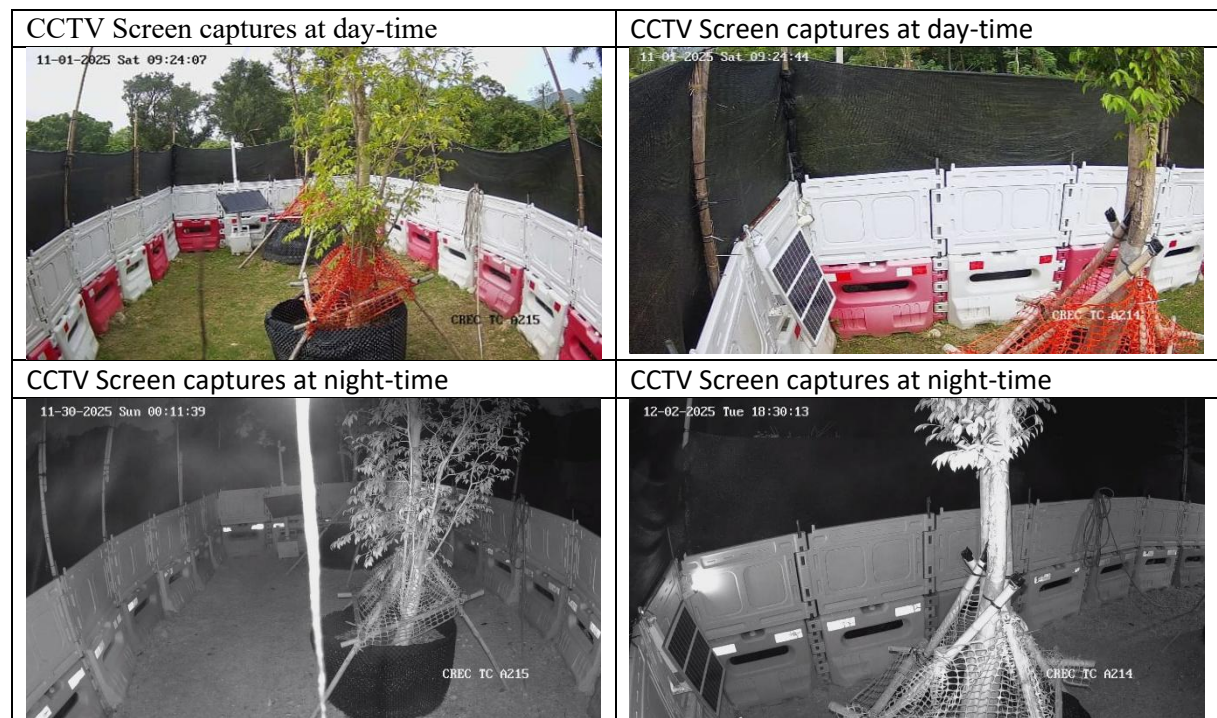 CCTV Screen captures at day-time
CCTV Screen captures at day-time
11-01-2025 Sat 09:24:07
11-01-2025 Sat 09:24:44
CREC TC A215
CREC TC A214
CCTV Screen captures at night-time
CCTV Screen captures at night-time
11-30-2025 Sun 00:11:39
12-02-2025 Tue 18:30:13
CREC TC A215
CREC TC A214